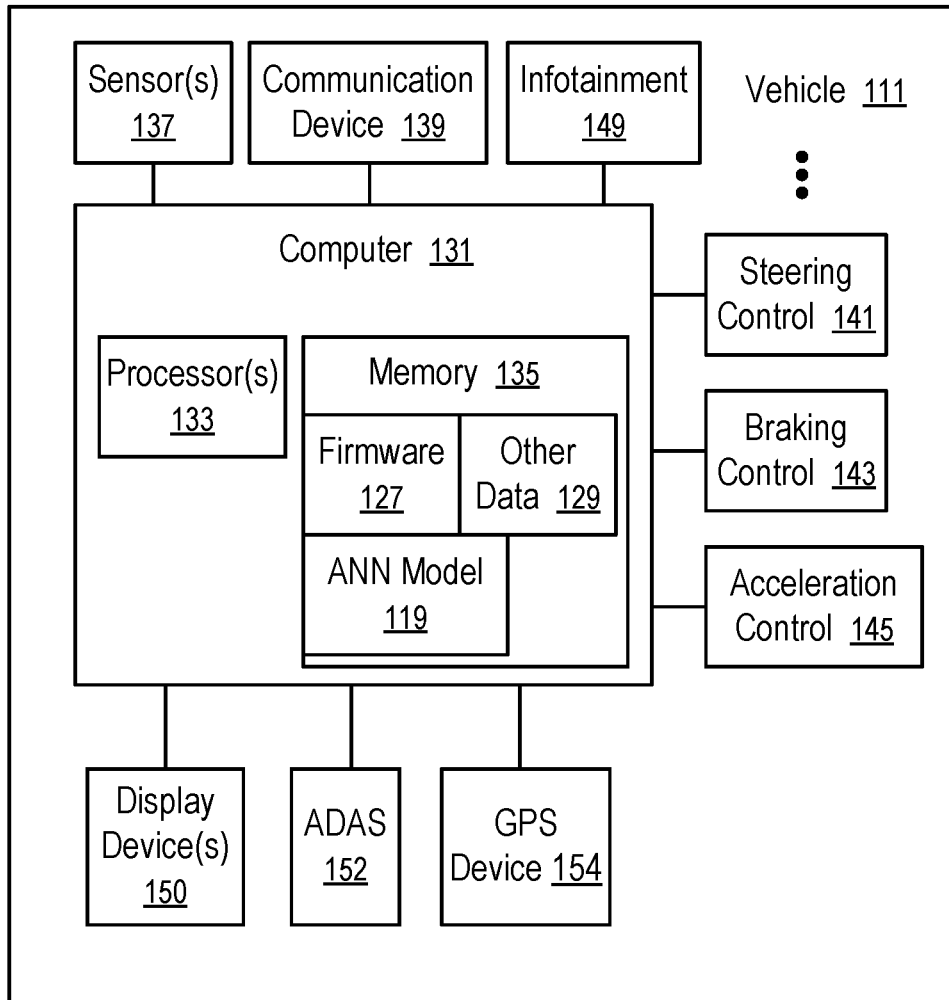 Sensor(s)
137
Communication
Device 139
Infotainment
149
Vehicle 111
Computer 131
Steering
Control 141
Processor(s)
133
Memory 135
Firmware
127
Other
Data 129
ANN Model
119
Braking
Control 143
Acceleration
Control 145
Display
Device(s)
150
ADAS
152
GPS
Device 154